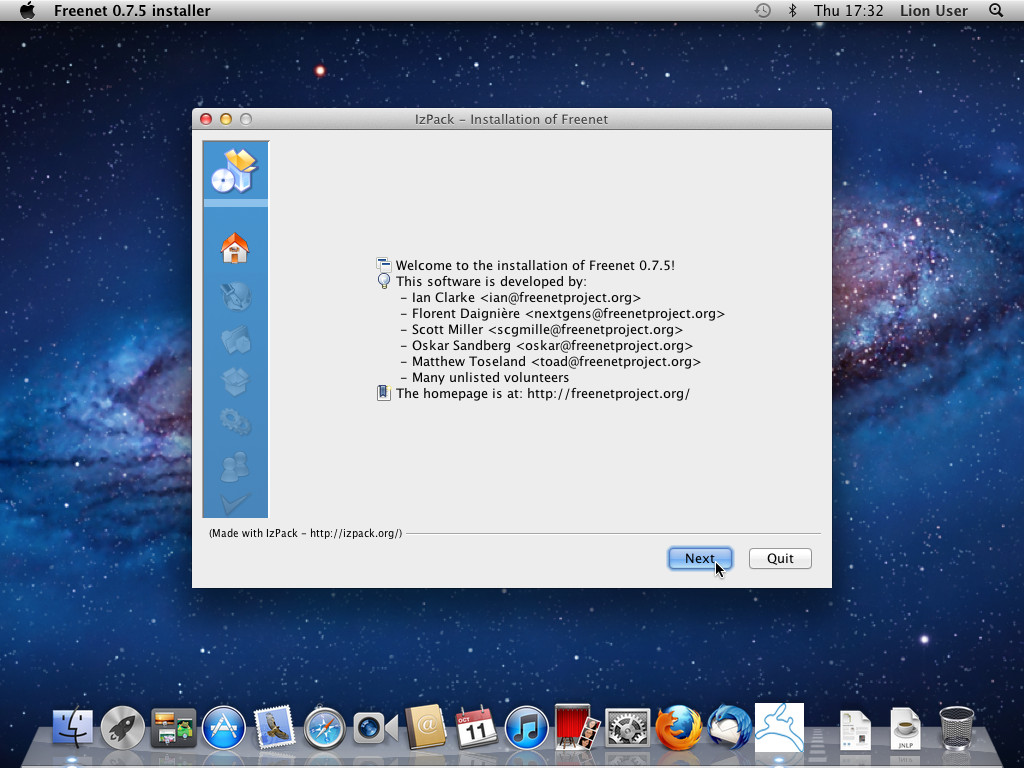 Freenet 0.7.5 installer
Thu 17:32
Lion User
IzPack - Installation of Freenet
Welcome to the installation of Freenet 0.7.5!
This software is developed by:
- Ian Clarke <ian@freenetproject.org>
- Florent Daignière <nextgens@freenetproject.org>
- Scott Miller <scgmille@freenetproject.org>
- Oskar Sandberg <oskar@freenetproject.org>
- Matthew Toseland <toad@freenetproject.org>
- Many unlisted volunteers
The homepage is at: http://freenetproject.org/
(Made with IzPack - http://izpack.org/)
Next
Quit
OCT
11
@
JNLP